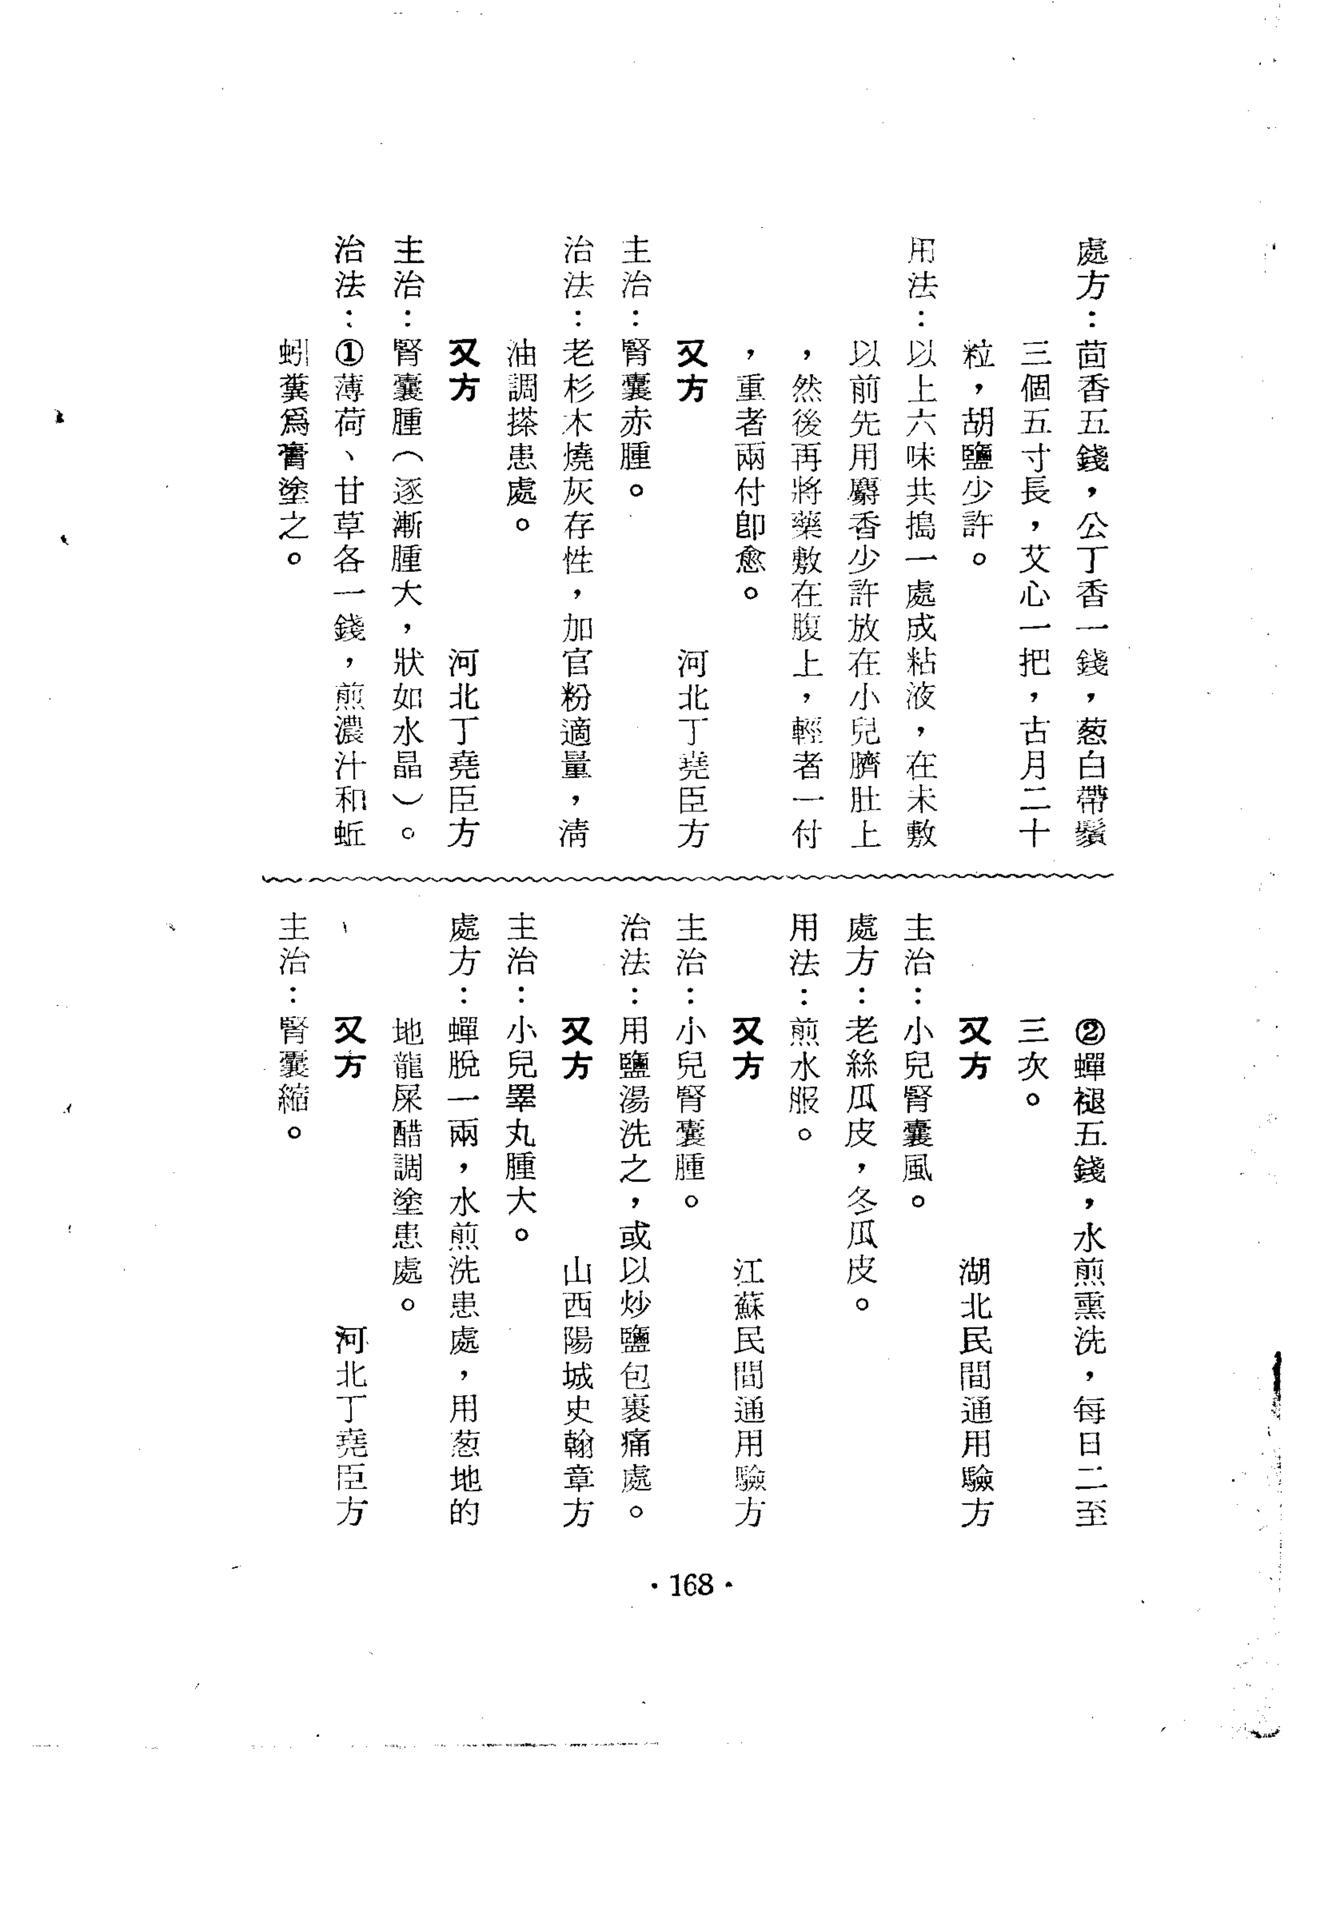 處方：茴香五錢，公丁香一錢，葱白帶鬚
三個五寸長，艾心一把，古月二十
粒，胡鹽少許。
用法：以上六味共搗一處成粘液，在未敷
以前先用麝香少許放在小兒臍肚上
，然後再將藥敷在腹上，輕者一付
，重者兩付卽愈。
又方　河北丁堯臣方
主治：腎囊赤腫。
治法：老杉木燒灰存性，加官粉適量，淸
油調搽患處。
又方　河北丁堯臣方
主治：腎囊腫（逐漸腫大，狀如水晶）。
治法：①薄荷、甘草各一錢，煎濃汁和蚯
蚓糞爲膏塗之。
②蟬褪五錢，水煎熏洗，每日二至
三次。
又方　湖北民間通用驗方
主治：小兒腎囊風。
處方：老絲瓜皮，冬瓜皮。
用法：煎水服。
又方　江蘇民間通用驗方
主治：小兒腎囊腫。
治法：用鹽湯洗之，或以炒鹽包裹痛處。
又方　山西陽城史翰章方
主治：小兒睪丸腫大。
處方：蟬脫一兩，水煎洗患處，用葱地的
地龍屎醋調塗患處。
又方　河北丁堯臣方
主治：腎囊縮。
·168·